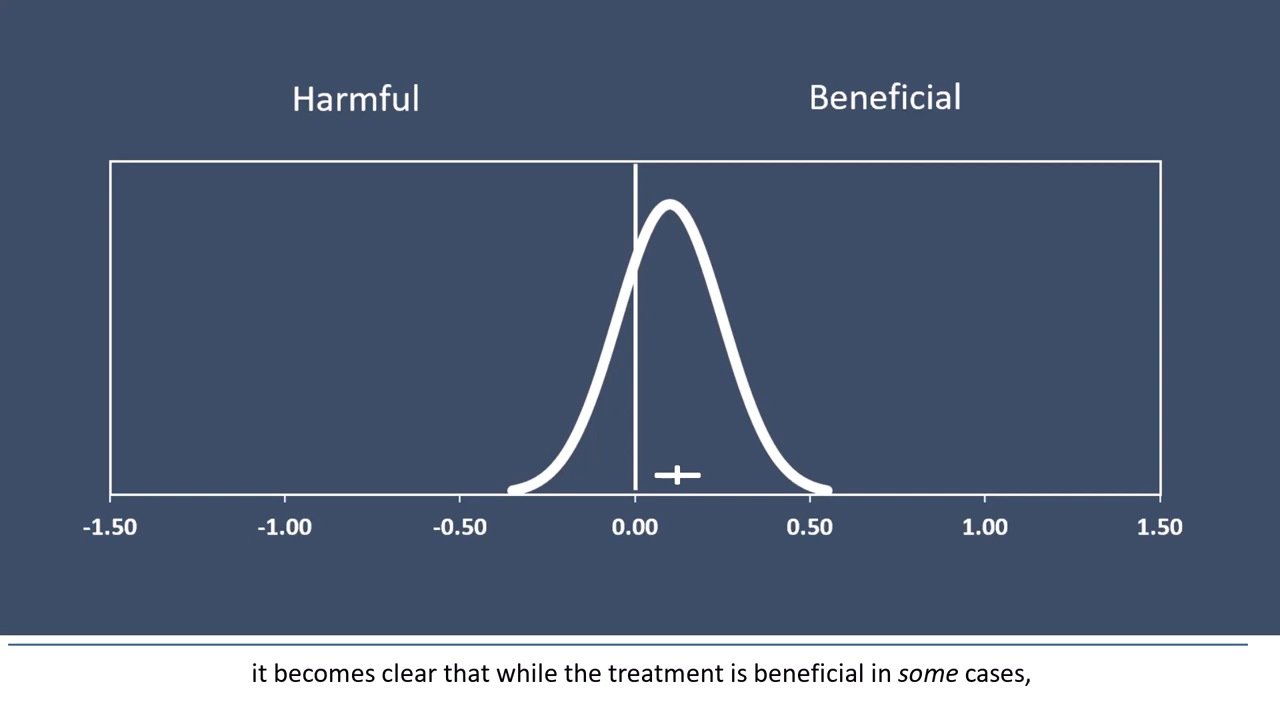 Harmful Beneficial
-1.50 -1.00 -0.50 0.00 0.50 1.00 1.50
it becomes clear that while the treatment is beneficial in some cases,